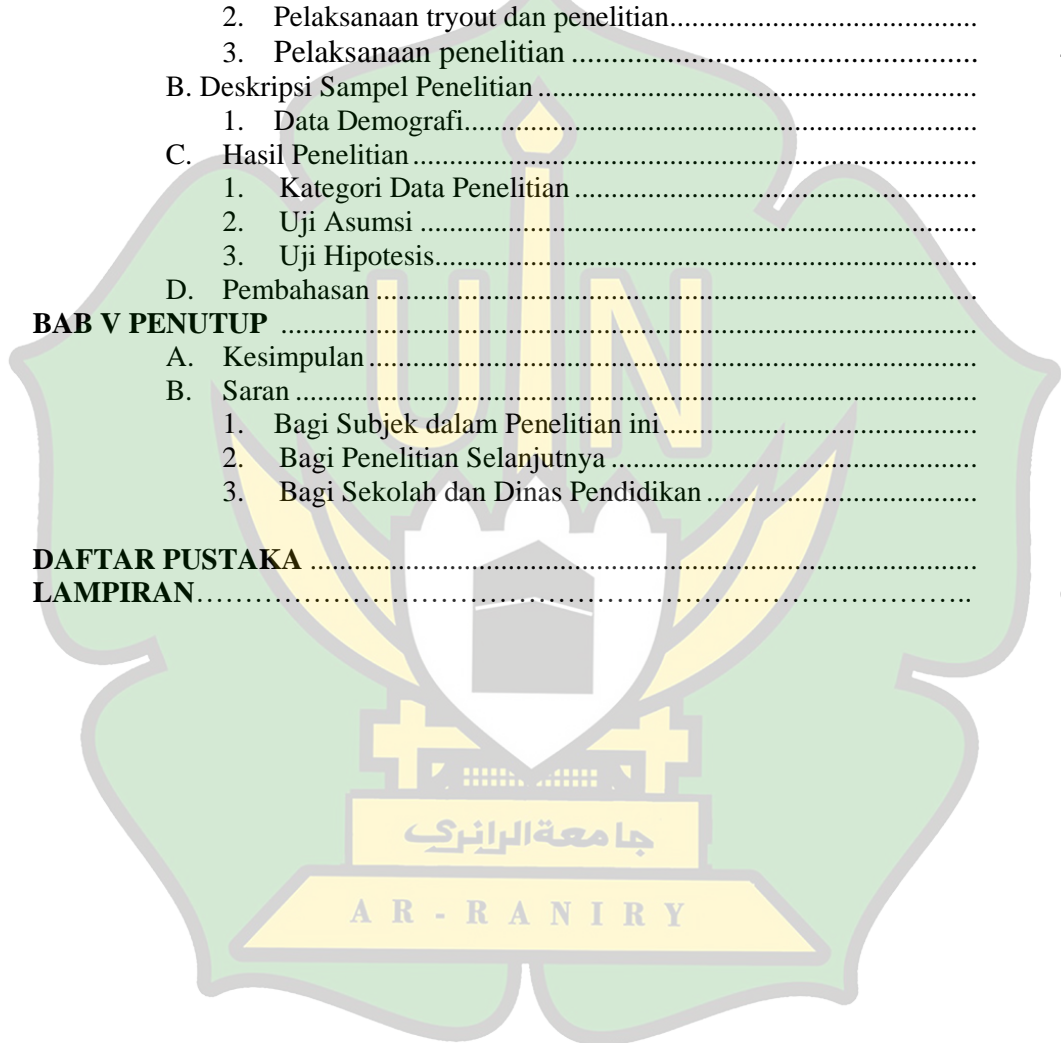 2. Pelaksanaan tryout dan penelitian..................................................
3. Pelaksanaan penelitian ..................................................
B. Deskripsi Sampel Penelitian ..................................................
1. Data Demografi..................................................
C. Hasil Penelitian ..................................................
1. Kategori Data Penelitian ..................................................
2. Uji Asumsi ..................................................
3. Uji Hipotesis..................................................
D. Pembahasan ..................................................
BAB V PENUTUP ..................................................
A. Kesimpulan ..................................................
B. Saran ..................................................
1. Bagi Subjek dalam Penelitian ini..................................................
2. Bagi Penelitian Selanjutnya ..................................................
3. Bagi Sekolah dan Dinas Pendidikan ..................................................
DAFTAR PUSTAKA ..................................................
LAMPIRAN………………………………………………………..
UIN
جامعةالرانري
AR-RANIRY